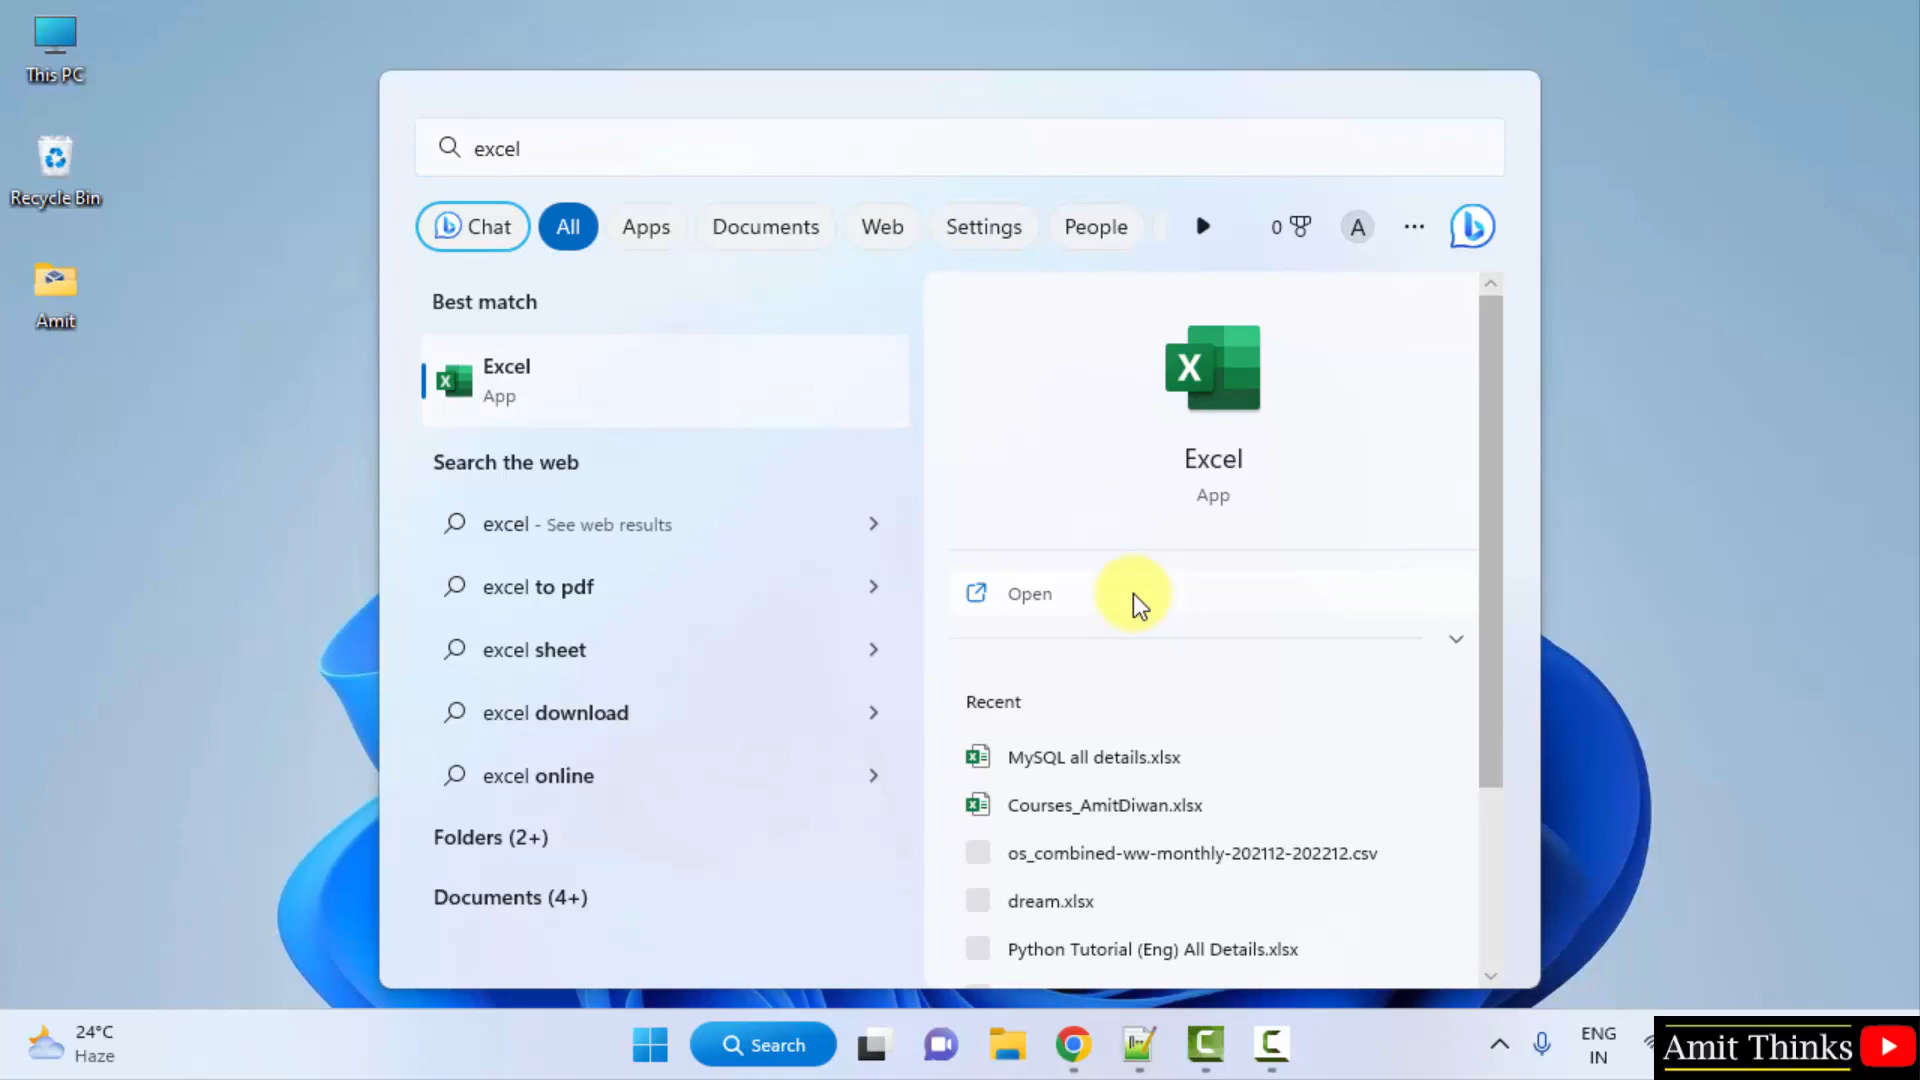 This PC
Recycle Bin
Amit
excel
Chat
All
Apps
Documents
Web
Settings
People
0
A
Best match
Excel
App
Search the web
excel - See web results
excel to pdf
excel sheet
excel download
excel online
Folders (2+)
Documents (4+)
X
Excel
App
Open
Recent
MySQL all details.xlsx
Courses_AmitDiwan.xlsx
os_combined-ww-monthly-202112-202212.csv
dream.xlsx
Python Tutorial (Eng) All Details.xlsx
24°C
Haze
Search
ENG
IN
Amit Thinks